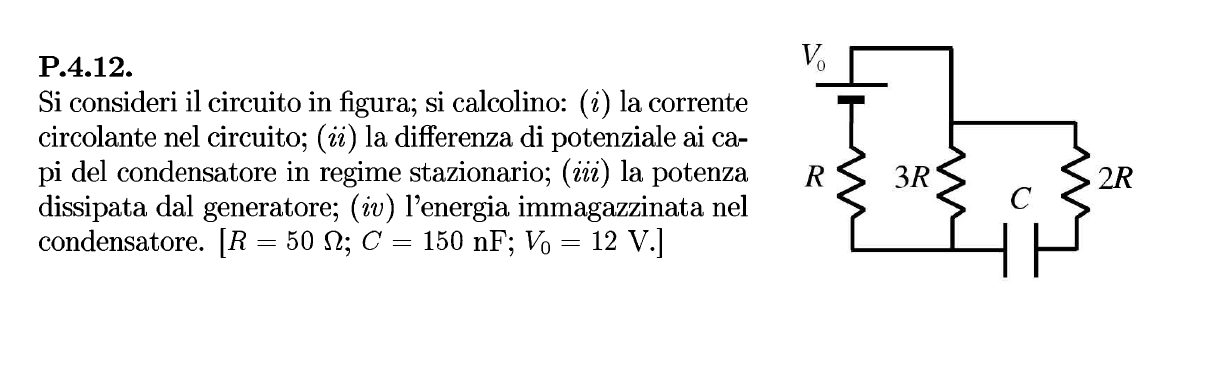 P.4.12.
Si consideri il circuito in figura; si calcolino: (i) la corrente
circolante nel circuito; (ii) la differenza di potenziale ai ca-
pi del condensatore in regime stazionario; (iii) la potenza
dissipata dal generatore; (iv) l'energia immagazzinata nel
condensatore. [R = 50 Ω; C = 150 nF; V₀ = 12 V.]
V₀
R
3R
C
2R